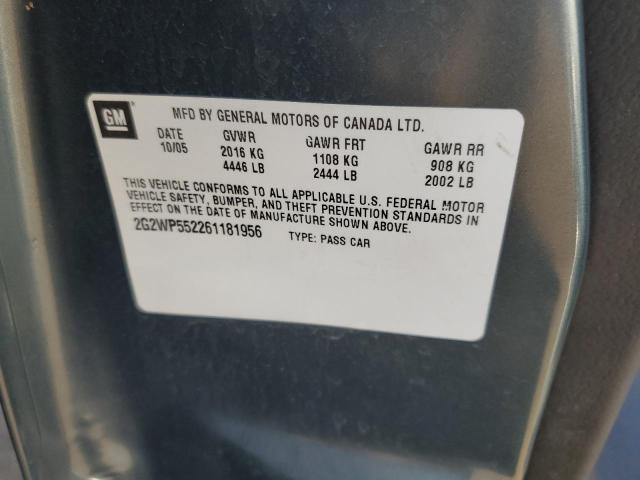 GM
MFD BY GENERAL MOTORS OF CANADA LTD.
DATE GVWR GAWR FRT GAWR RR
10/05 2016 KG 1108 KG 908 KG
4446 LB 2444 LB 2002 LB
THIS VEHICLE CONFORMS TO ALL APPLICABLE U.S. FEDERAL MOTOR
VEHICLE SAFETY, BUMPER, AND THEFT PREVENTION STANDARDS IN
EFFECT ON THE DATE OF MANUFACTURE SHOWN ABOVE.
2G2WP552261181956 TYPE: PASS CAR